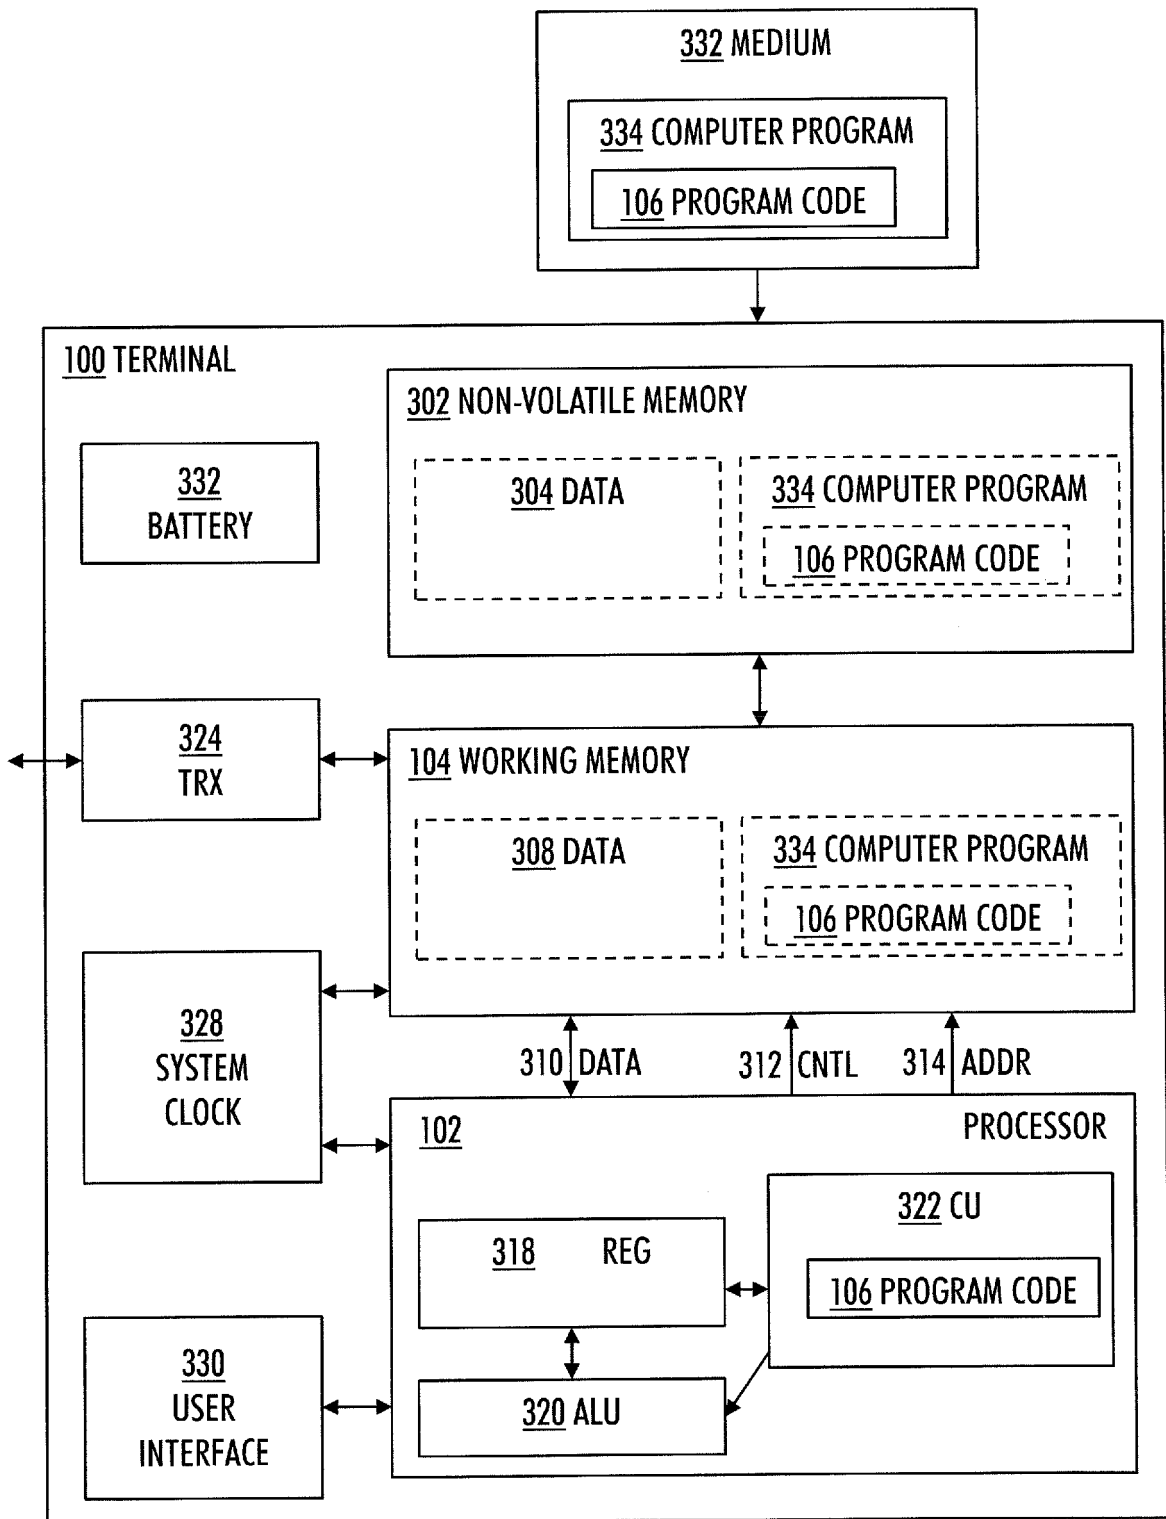 332 MEDIUM
334 COMPUTER PROGRAM
106 PROGRAM CODE
100 TERMINAL
302 NON-VOLATILE MEMORY
332
BATTERY
304 DATA
334 COMPUTER PROGRAM
106 PROGRAM CODE
324
TRX
104 WORKING MEMORY
308 DATA
334 COMPUTER PROGRAM
106 PROGRAM CODE
328
SYSTEM
CLOCK
310 DATA
312 CNTL
314 ADDR
102 PROCESSOR
318 REG
322 CU
106 PROGRAM CODE
320 ALU
330
USER
INTERFACE